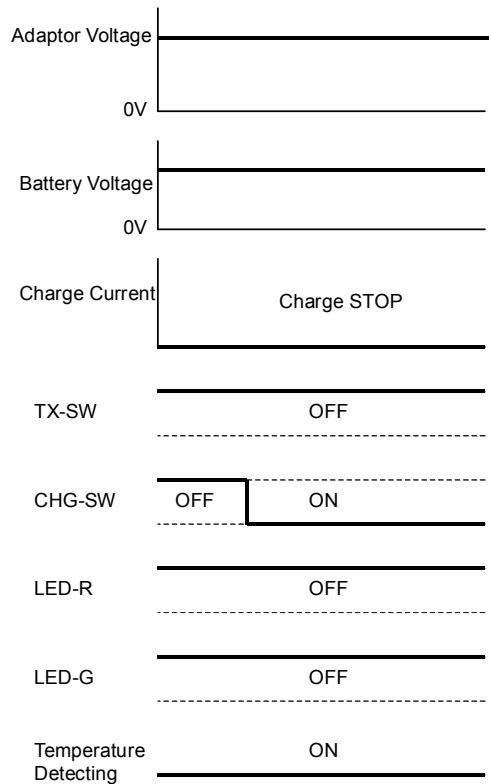 Adaptor Voltage
0V
Battery Voltage
0V
Charge Current
Charge STOP
TX-SW
OFF
CHG-SW
OFF
ON
LED-R
OFF
LED-G
OFF
Temperature
Detecting
ON